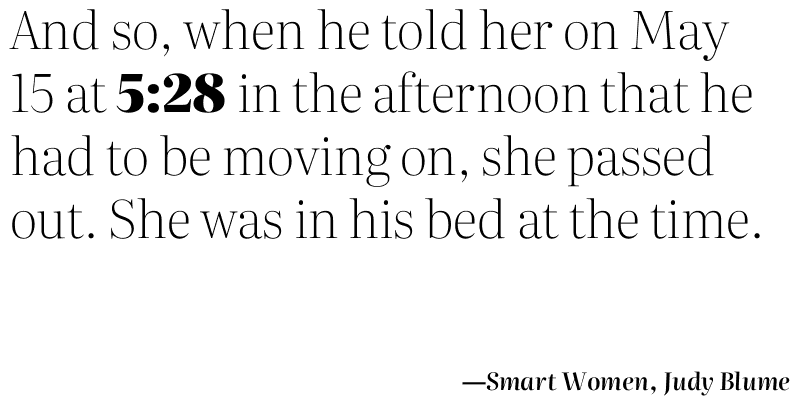 And so, when he told her on May
15 at 5:28 in the afternoon that he
had to be moving on, she passed
out. She was in his bed at the time.
—Smart Women, Judy Blume